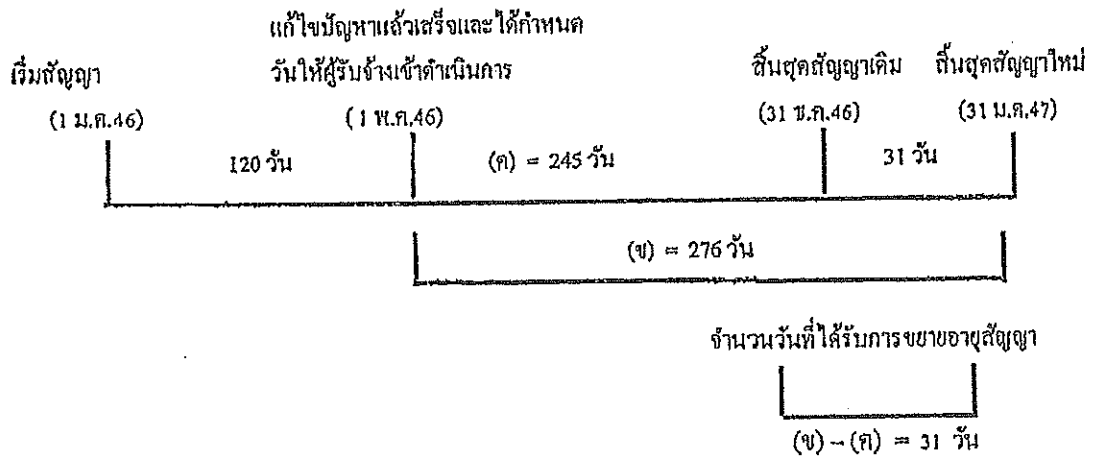 แก้ไขปัญหาแล้วเสร็จและได้กำหนด
เริ่มสัญญา วันให้ผู้รับจ้างเข้าดำเนินการ สิ้นสุดสัญญาเดิม สิ้นสุดสัญญาใหม่
(1 ม.ค.46) (1 พ.ค.46) (31 ธ.ค.46) (31 ม.ค.47)
120 วัน (ค) = 245 วัน 31 วัน
(ข) = 276 วัน
จำนวนวันที่ได้รับการขยายอายุสัญญา
(ข) – (ค) = 31 วัน